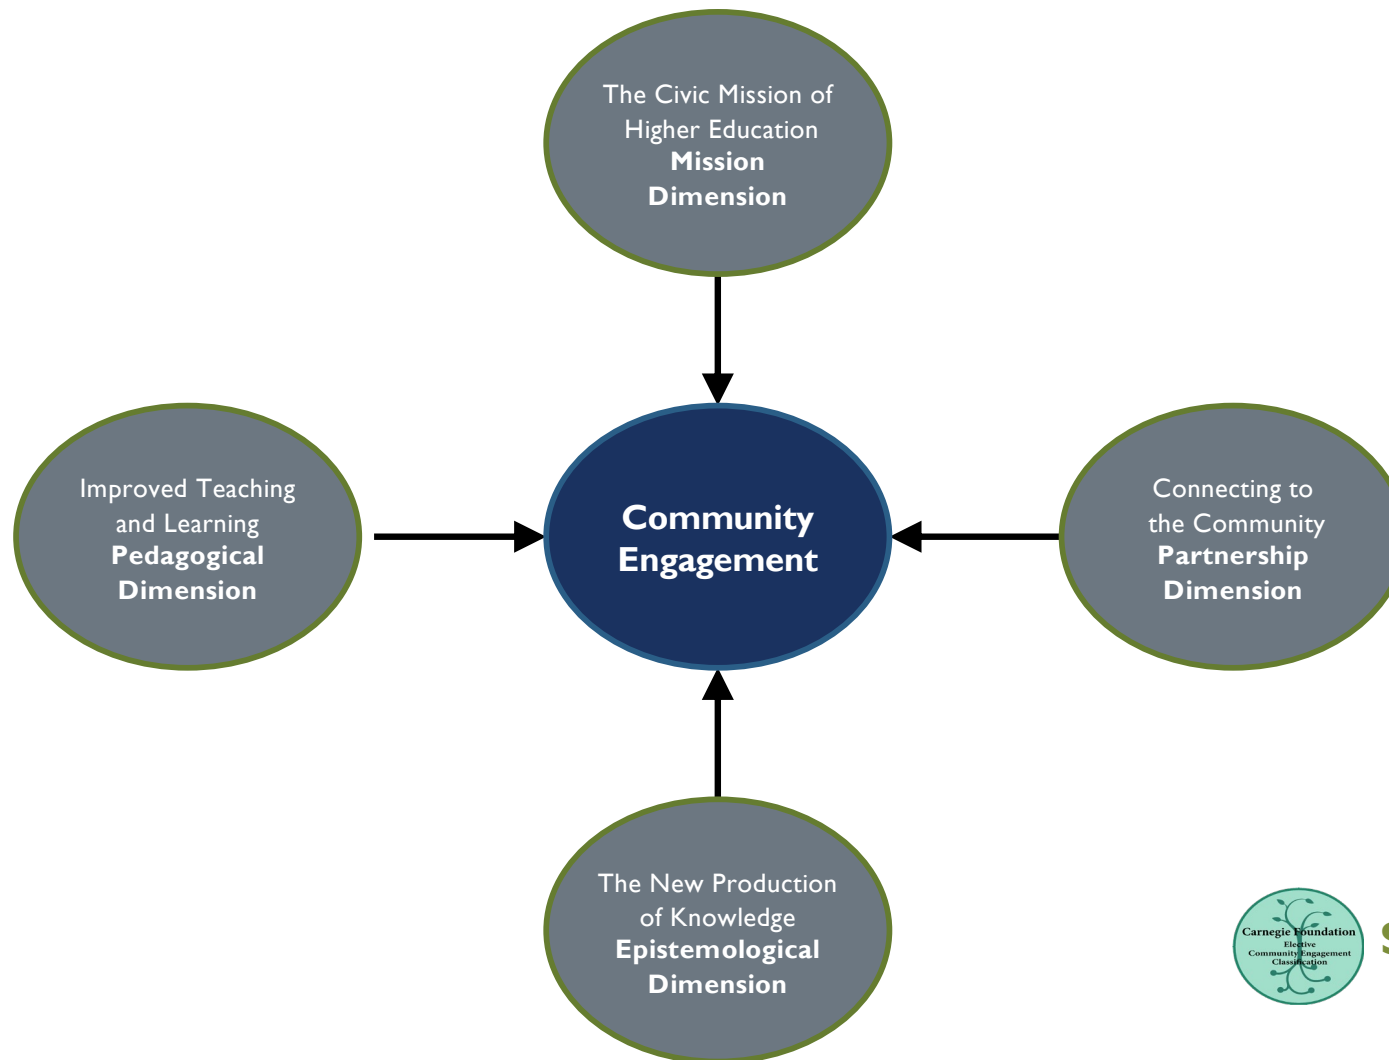 The Civic Mission of
Higher Education
Mission
Dimension
Improved Teaching
and Learning
Pedagogical
Dimension
Community
Engagement
Connecting to
the Community
Partnership
Dimension
The New Production
of Knowledge
Epistemological
Dimension
Carnegie Foundation
Elective
Community Engagement
Classification
S